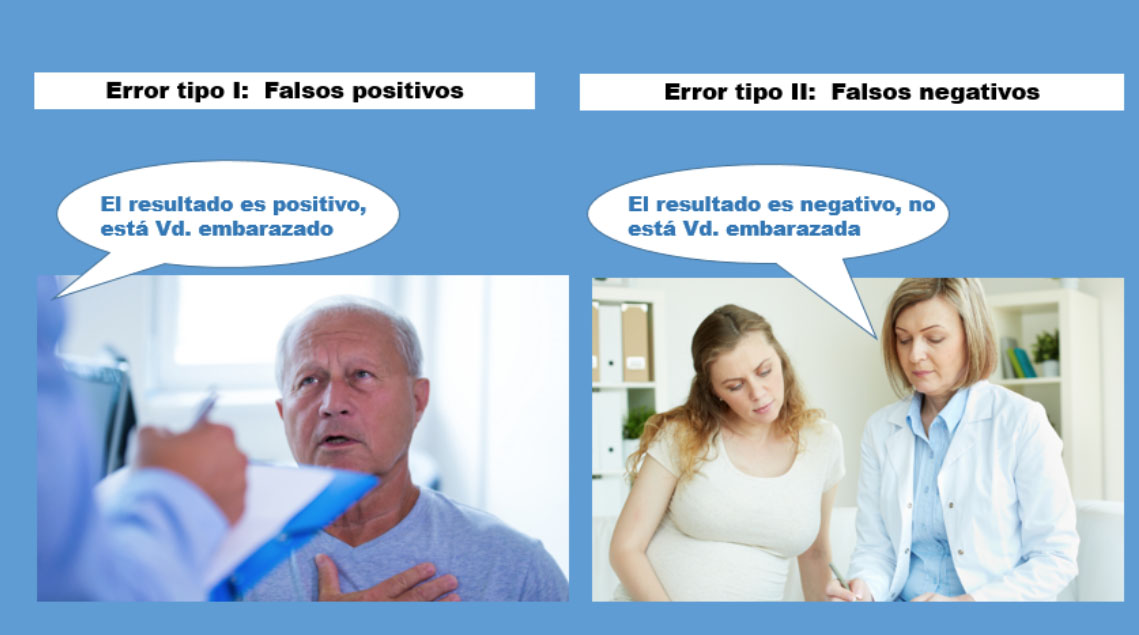 Error tipo I:  Falsos positivos
Error tipo II:  Falsos negativos
El resultado es positivo,
está Vd. embarazado
El resultado es negativo, no
está Vd. embarazada